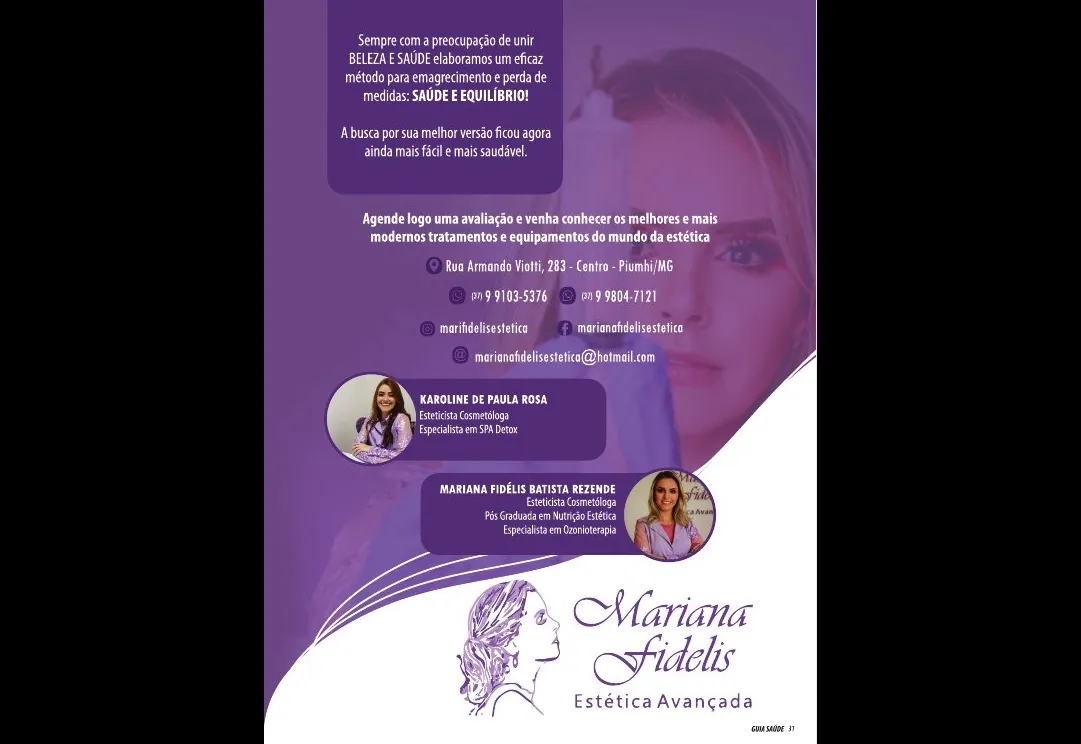 Sempre com a preocupação de unir
BELEZA E SAÚDE elaboramos um eficaz
método para emagrecimento e perda de
medidas: SAÚDE E EQUILÍBRIO!
A busca por sua melhor versão ficou agora
ainda mais fácil e mais saudável.
Agende logo uma avaliação e venha conhecer os melhores e mais
modernos tratamentos e equipamentos do mundo da estética
Rua Armando Viotti, 283 - Centro - Piumhi/MG
(37) 9 9103-5376 (37) 9 9804-7121
marifidelisestetica marianafidelisestetica
marianafidelisestetica@hotmail.com
KAROLINE DE PAULA ROSA
Esteticista Cosmetóloga
Especialista em SPA Detox
MARIANA FIDÉLIS BATISTA REZENDE
Esteticista Cosmetóloga
Pós Graduada em Nutrição Estética
Especialista em Ozonioterapia
Mariana
Fidelis
Estética Avançada
GUIA SAÚDE 31